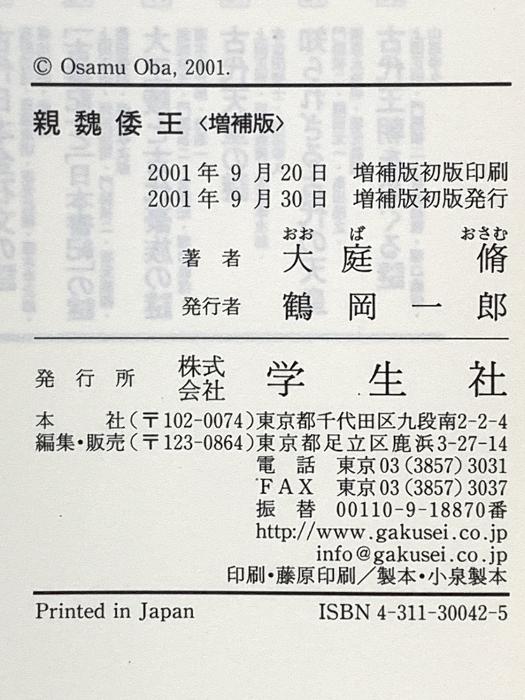 © Osamu Oba, 2001.
親魏倭王〈増補版〉
2001年9月20日 増補版初版印刷
2001年9月30日 増補版初版発行
おお ば おさむ
著者 大庭 脩
発行者 鶴岡一郎
発行所 株式会社 学生社
本 社(〒102-0074)東京都千代田区九段南2-2-4
編集・販売(〒123-0864)東京都足立区鹿浜3-27-14
電話 東京03(3857)3031
FAX 東京03(3857)3037
振替 00110-9-18870番
http://www.gakusei.co.jp
info@gakusei.co.jp
印刷・藤原印刷／製本・小泉製本
Printed in Japan ISBN 4-311-30042-5